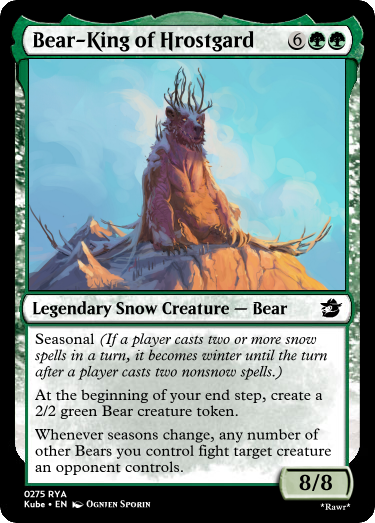 Bear-King of Hrostgard 6
Legendary Snow Creature — Bear
Seasonal (If a player casts two or more snow
spells in a turn, it becomes winter until the turn
after a player casts two nonsnow spells.)
At the beginning of your end step, create a
2/2 green Bear creature token.
Whenever seasons change, any number of
other Bears you control fight target creature
an opponent controls.
8/8
0275 RYA
Kube • EN Ognien Sporin
*Rawr*